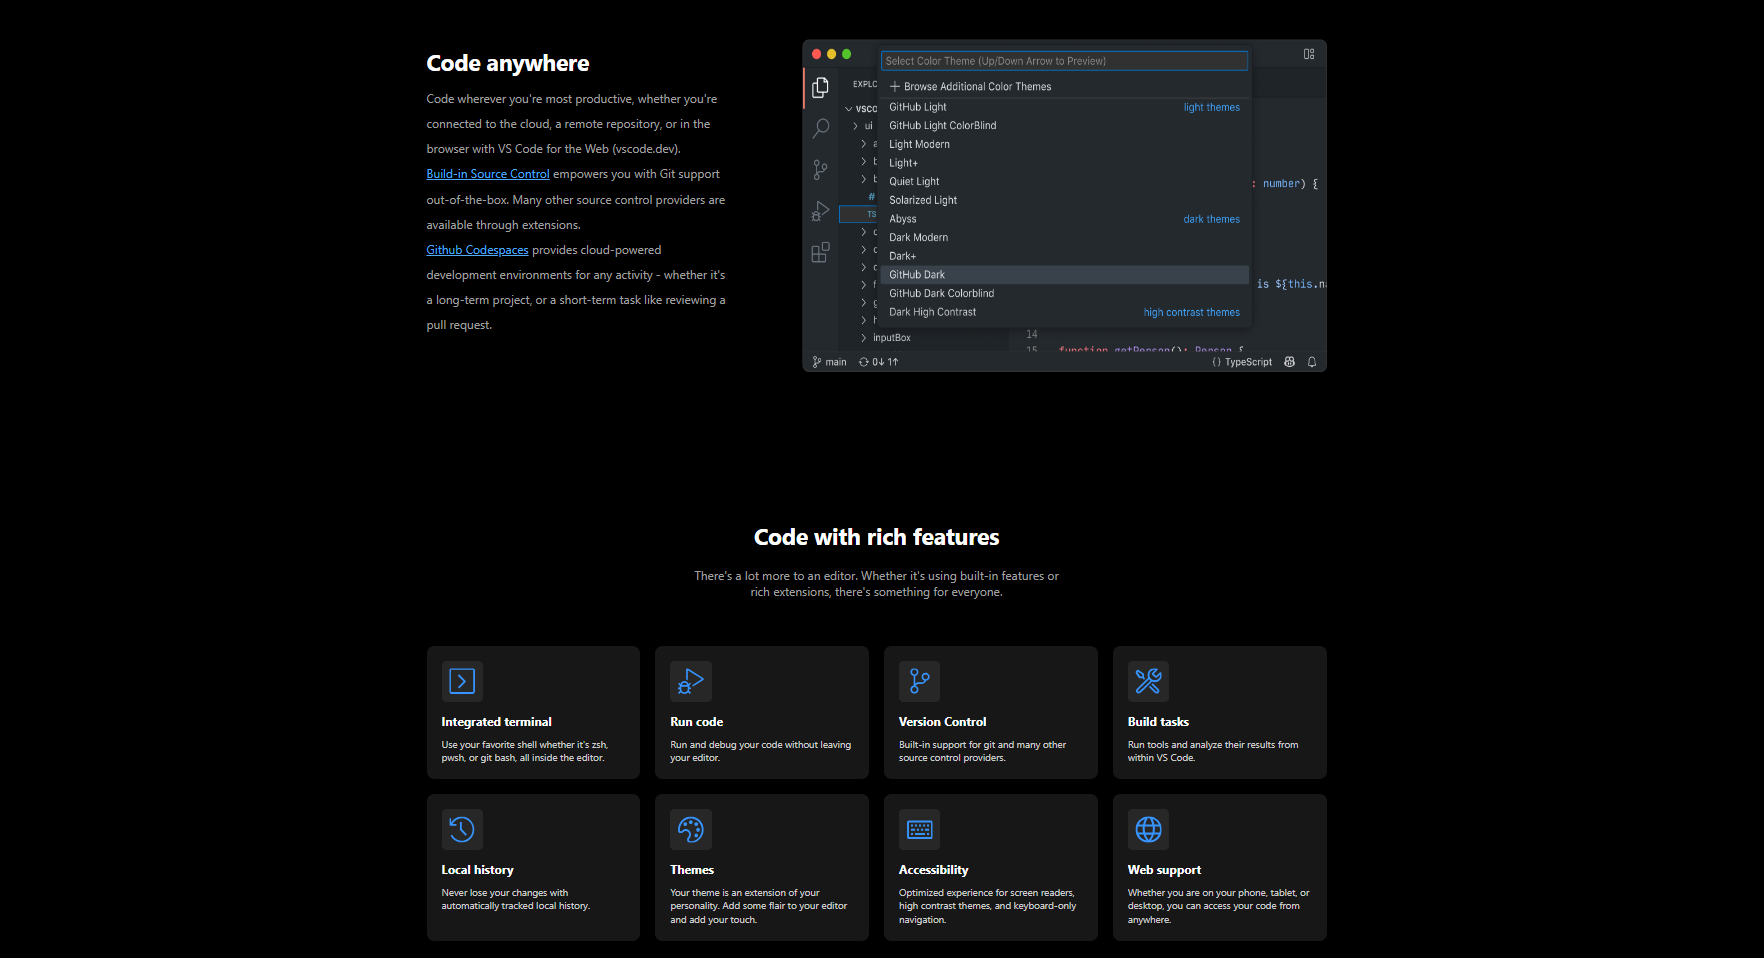 Code anywhere
Code wherever you're most productive, whether you're
connected to the cloud, a remote repository, or in the
browser with VS Code for the Web (vscode.dev).
Build-in Source Control empowers you with Git support
out-of-the-box. Many other source control providers are
available through extensions.
Github Codespaces provides cloud-powered
development environments for any activity - whether it's
a long-term project, or a short-term task like reviewing a
pull request.
Select Color Theme (Up/Down Arrow to Preview)
EXPLO
Browse Additional Color Themes
vsco
GitHub Light light themes
ui
GitHub Light ColorBlind
Light Modern
Light+
Quiet Light
: number) {
#
Solarized Light
TS
Abyss dark themes
Dark Modern
Dark+
GitHub Dark
is ${this.na
GitHub Dark Colorblind
Dark High Contrast high contrast themes
inputBox
14
15 function getPerson(): Person {
main 0↓ 1↑ {} TypeScript
Code with rich features
There's a lot more to an editor. Whether it's using built-in features or
rich extensions, there's something for everyone.
Integrated terminal
Use your favorite shell whether it's zsh,
pwsh, or git bash, all inside the editor.
Run code
Run and debug your code without leaving
your editor.
Version Control
Built-in support for git and many other
source control providers.
Build tasks
Run tools and analyze their results from
within VS Code.
Local history
Never lose your changes with
automatically tracked local history.
Themes
Your theme is an extension of your
personality. Add some flair to your editor
and add your touch.
Accessibility
Optimized experience for screen readers,
high contrast themes, and keyboard-only
navigation.
Web support
Whether you are on your phone, tablet, or
desktop, you can access your code from
anywhere.